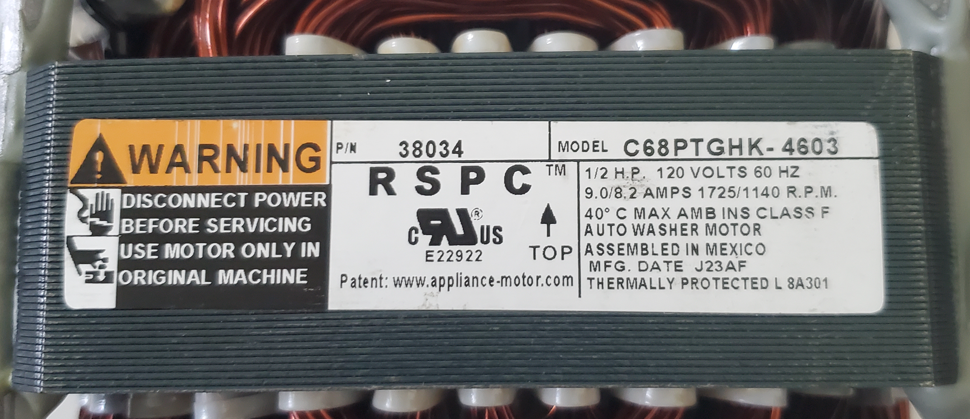 WARNING
DISCONNECT POWER
BEFORE SERVICING
USE MOTOR ONLY IN
ORIGINAL MACHINE
P/N 38034
RSPC™
c RU ® US
E22922
TOP
Patent: www.appliance-motor.com
MODEL C68PTGHK-4603
1/2 H.P. 120 VOLTS 60 HZ
9.0/8.2 AMPS 1725/1140 R.P.M.
40° C MAX AMB INS CLASS F
AUTO WASHER MOTOR
ASSEMBLED IN MEXICO
MFG. DATE J23AF
THERMALLY PROTECTED L 8A301